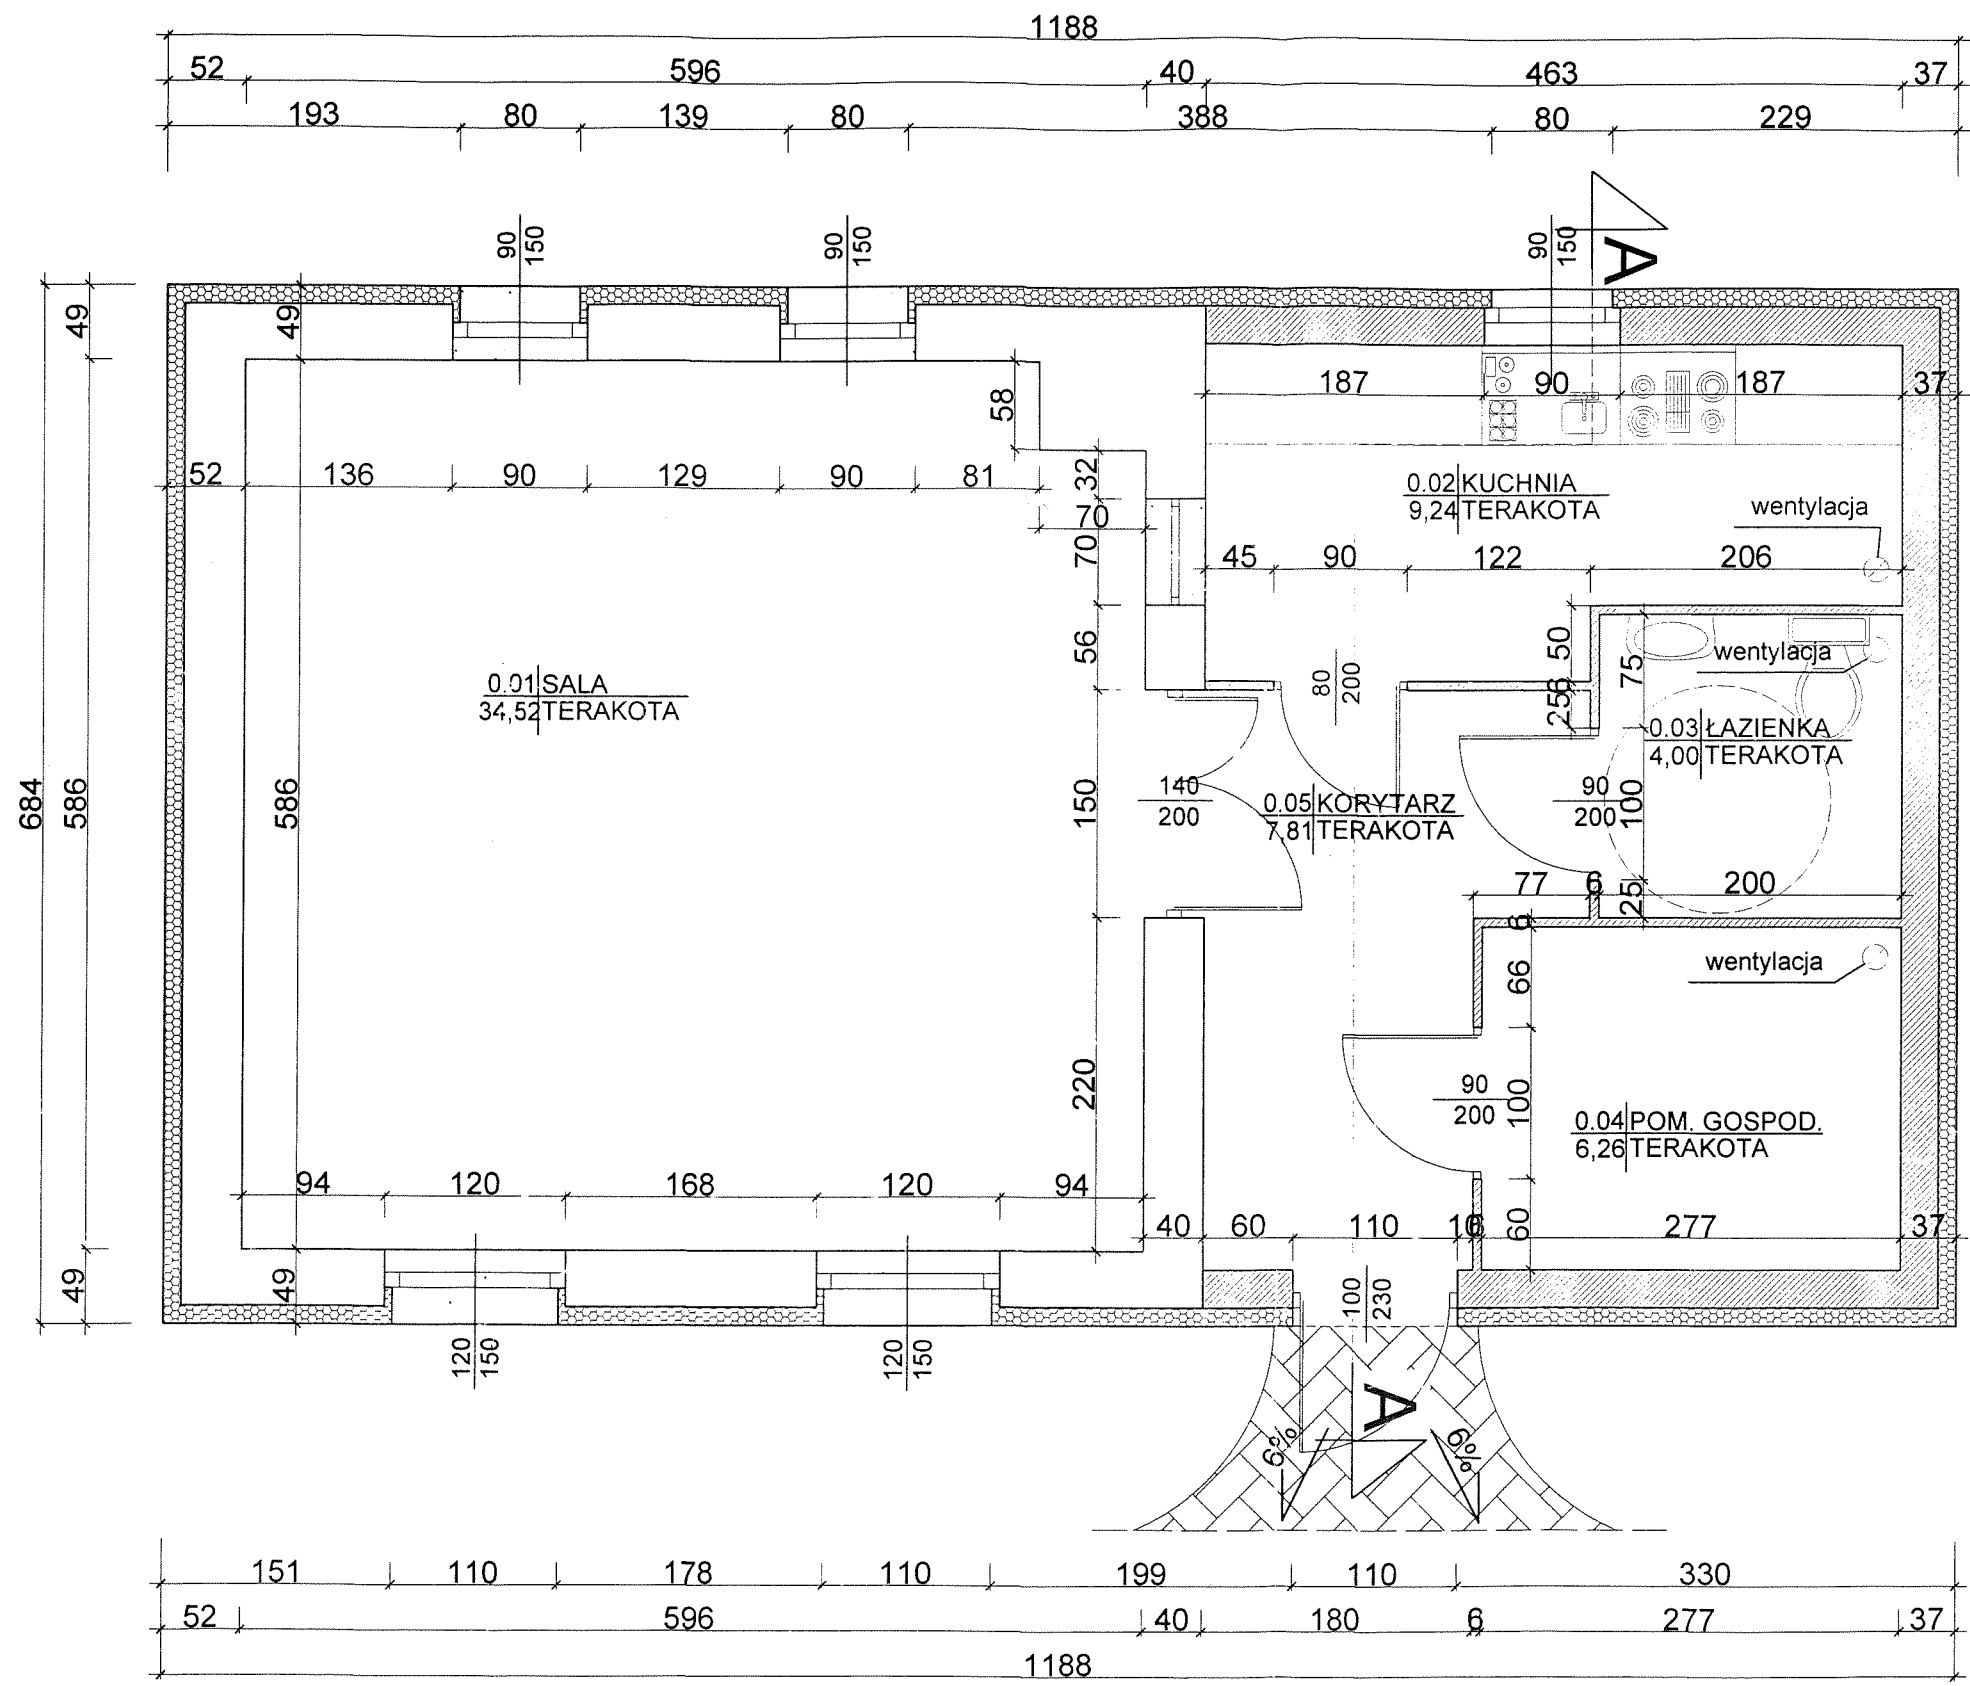 1188
52 596 40 463 37
193 80 139 80 388 80 229
90
150
90
150
90
150
A
49
49
58
187 90 187 37
52 136 90 129 90 81
32
70
70
0.02 KUCHNIA
9,24 TERAKOTA
wentylacja
45 90 122 206
56
50
75
wentylacja
0.01 SALA
34,52 TERAKOTA
80
200
6
25
0.03 ŁAZIENKA
4,00 TERAKOTA
684
586
586
150
140
200
0.05 KORYTARZ
7,81 TERAKOTA
90
200
100
77 6 200
25
6
66
wentylacja
220
90
200
100
0.04 POM. GOSPOD.
6,26 TERAKOTA
94 120 168 120 94
40 60 110 10 6 277 37
60
49
49
100
230
120
150
120
150
A
6%
6%
151 110 178 110 199 110 330
52 596 40 180 6 277 37
1188